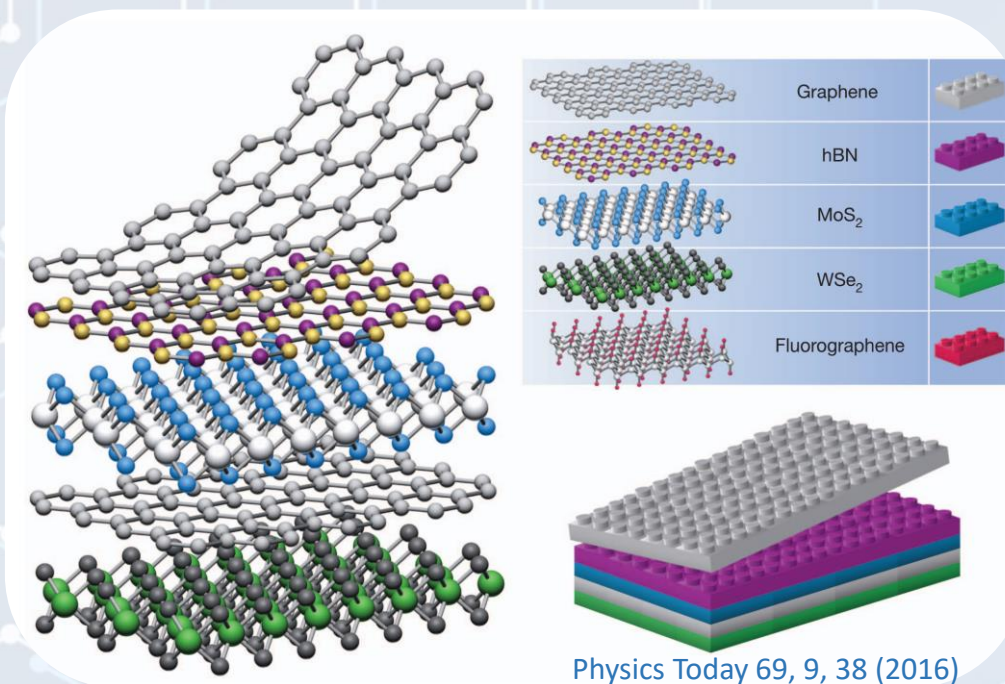 Graphene
hBN
MoS₂
WSe₂
Fluorographene
Physics Today 69, 9, 38 (2016)